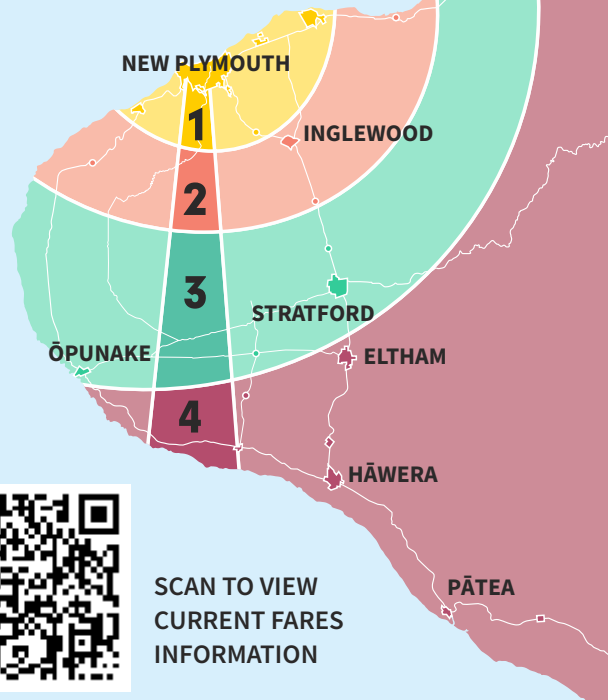 NEW PLYMOUTH
1
INGLEWOOD
2
3
STRATFORD
ŌPUNAKE
ELTHAM
4
HĀWERA
SCAN TO VIEW
CURRENT FARES
INFORMATION
PĀTEA